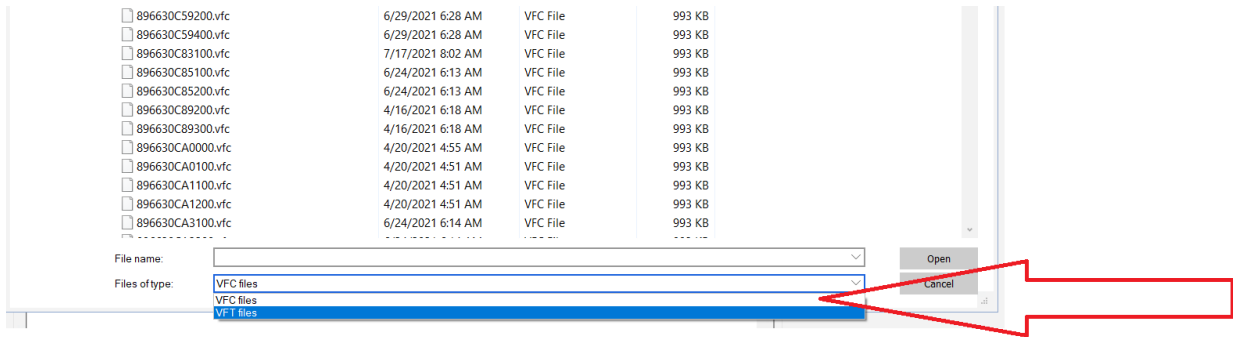 896630C59200.vfc 6/29/2021 6:28 AM VFC File 993 KB
896630C59400.vfc 6/29/2021 6:28 AM VFC File 993 KB
896630C83100.vfc 7/17/2021 8:02 AM VFC File 993 KB
896630C85100.vfc 6/24/2021 6:13 AM VFC File 993 KB
896630C85200.vfc 6/24/2021 6:13 AM VFC File 993 KB
896630C89200.vfc 4/16/2021 6:18 AM VFC File 993 KB
896630C89300.vfc 4/16/2021 6:18 AM VFC File 993 KB
896630CA0000.vfc 4/20/2021 4:55 AM VFC File 993 KB
896630CA0100.vfc 4/20/2021 4:51 AM VFC File 993 KB
896630CA1100.vfc 4/20/2021 4:51 AM VFC File 993 KB
896630CA1200.vfc 4/20/2021 4:51 AM VFC File 993 KB
896630CA3100.vfc 6/24/2021 6:14 AM VFC File 993 KB
File name: Open
Files of type: VFC files Cancel
VFC files
VFT files